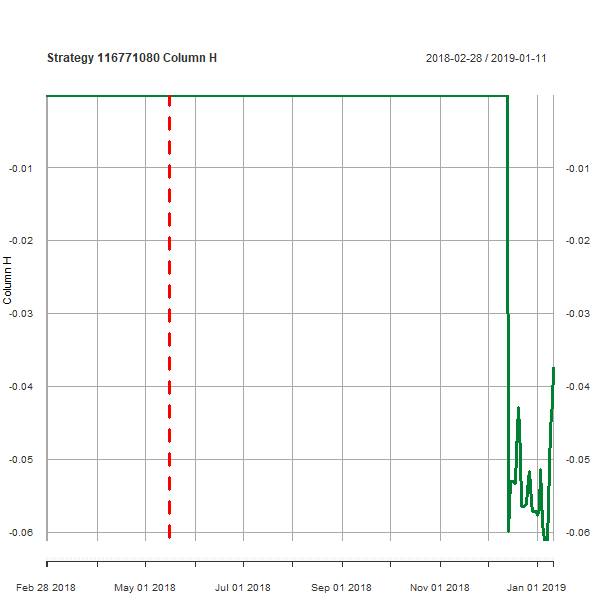 Strategy 116771080 Column H 2018-02-28 / 2019-01-11
-0.01 -0.01
-0.02 -0.02
Column H
-0.03 -0.03
-0.04 -0.04
-0.05 -0.05
-0.06 -0.06
Feb 28 2018 May 01 2018 Jul 01 2018 Sep 01 2018 Nov 01 2018 Jan 01 2019